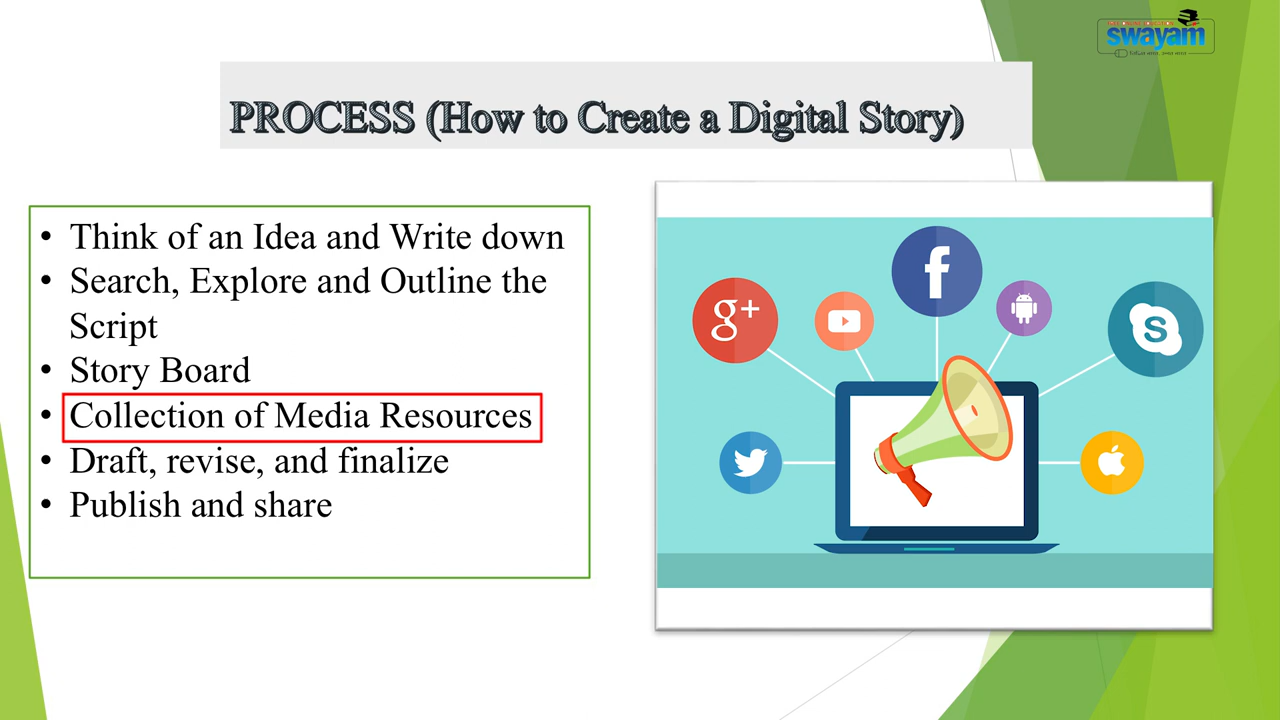 swayam
PROCESS (How to Create a Digital Story)
• Think of an Idea and Write down
• Search, Explore and Outline the
Script
• Story Board
• Collection of Media Resources
• Draft, revise, and finalize
• Publish and share
g+
f
S